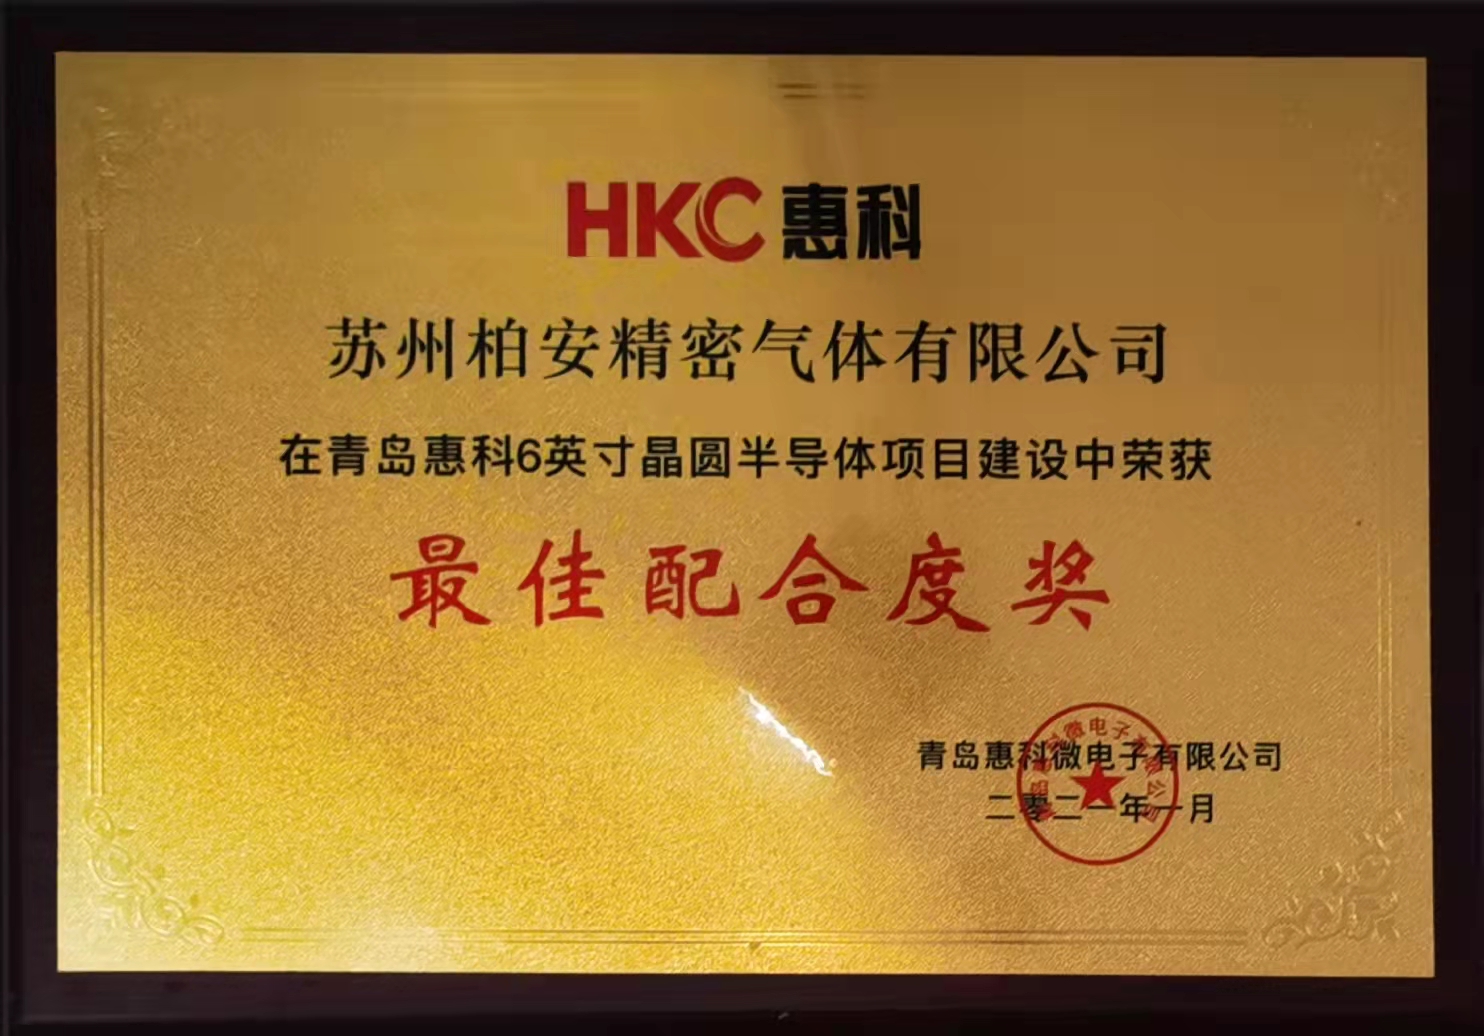 HKC 惠科
苏州柏安精密气体有限公司
在青岛惠科6英寸晶圆半导体项目建设中荣获
最佳配合度奖
青岛惠科微电子有限公司
二零二一年一月